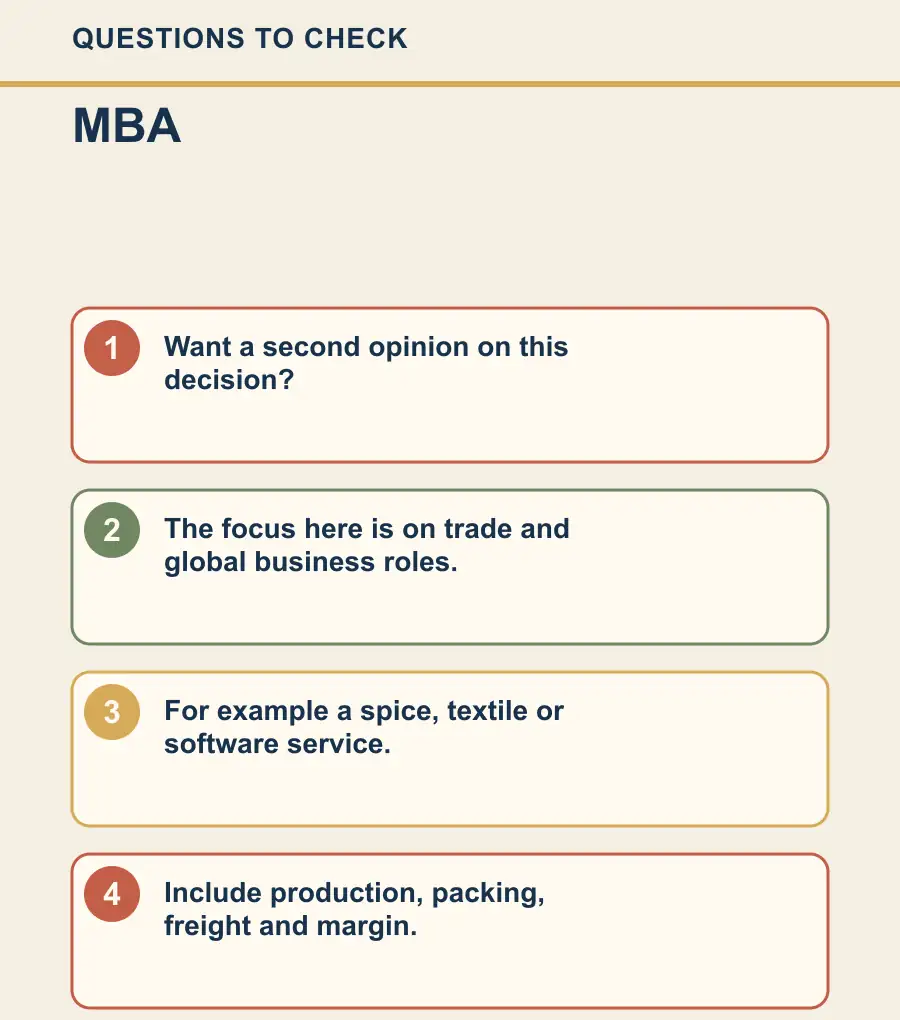 QUESTIONS TO CHECK
MBA
1
Want a second opinion on this
decision?
2
The focus here is on trade and
global business roles.
3
For example a spice, textile or
software service.
4
Include production, packing,
freight and margin.